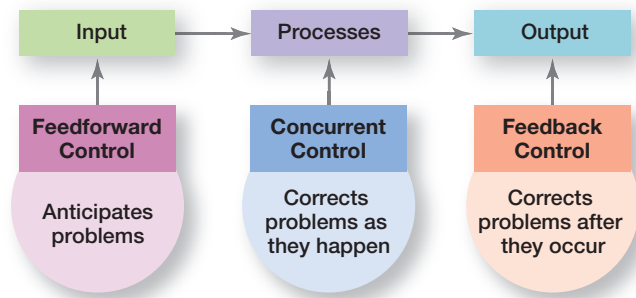 Input
Processes
Output
Feedforward
Control
Concurrent
Control
Feedback
Control
Anticipates
problems
Corrects
problems as
they happen
Corrects
problems after
they occur